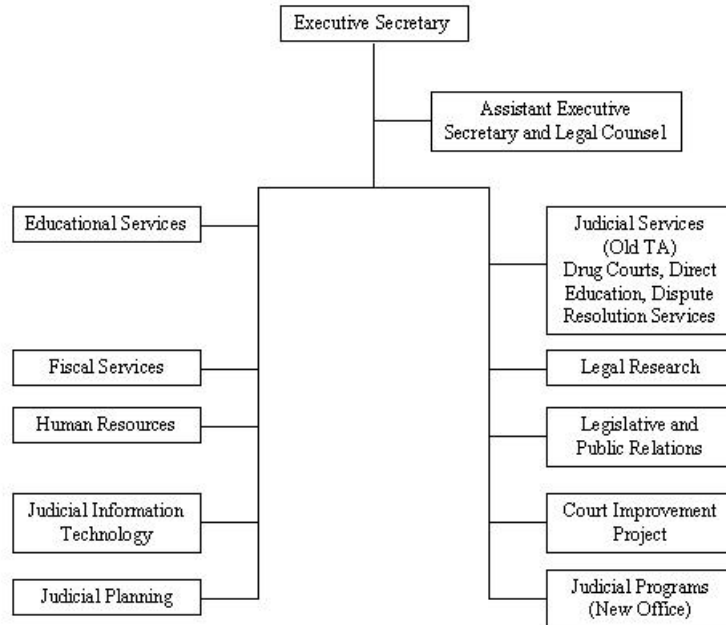 Executive Secretary
Assistant Executive
Secretary and Legal Counsel
Educational Services
Judicial Services
(Old TA)
Drug Courts, Direct
Education, Dispute
Resolution Services
Fiscal Services
Legal Research
Human Resources
Legislative and
Public Relations
Judicial Information
Technology
Court Improvement
Project
Judicial Planning
Judicial Programs
(New Office)